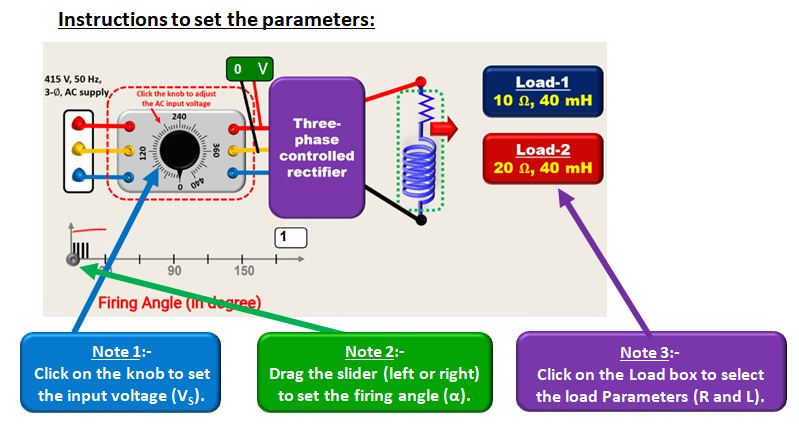 Instructions to set the parameters:
415 V, 50 Hz,
3-Ø, AC supply
Click the knob to adjust
the AC input voltage
0 V
240
120
360
0
440
Three-
phase
controlled
rectifier
Load-1
10 Ω, 40 mH
Load-2
20 Ω, 40 mH
1
90
150
Firing Angle (in degree)
Note 1:-
Click on the knob to set
the input voltage (VS).
Note 2:-
Drag the slider (left or right)
to set the firing angle (α).
Note 3:-
Click on the Load box to select
the load Parameters (R and L).